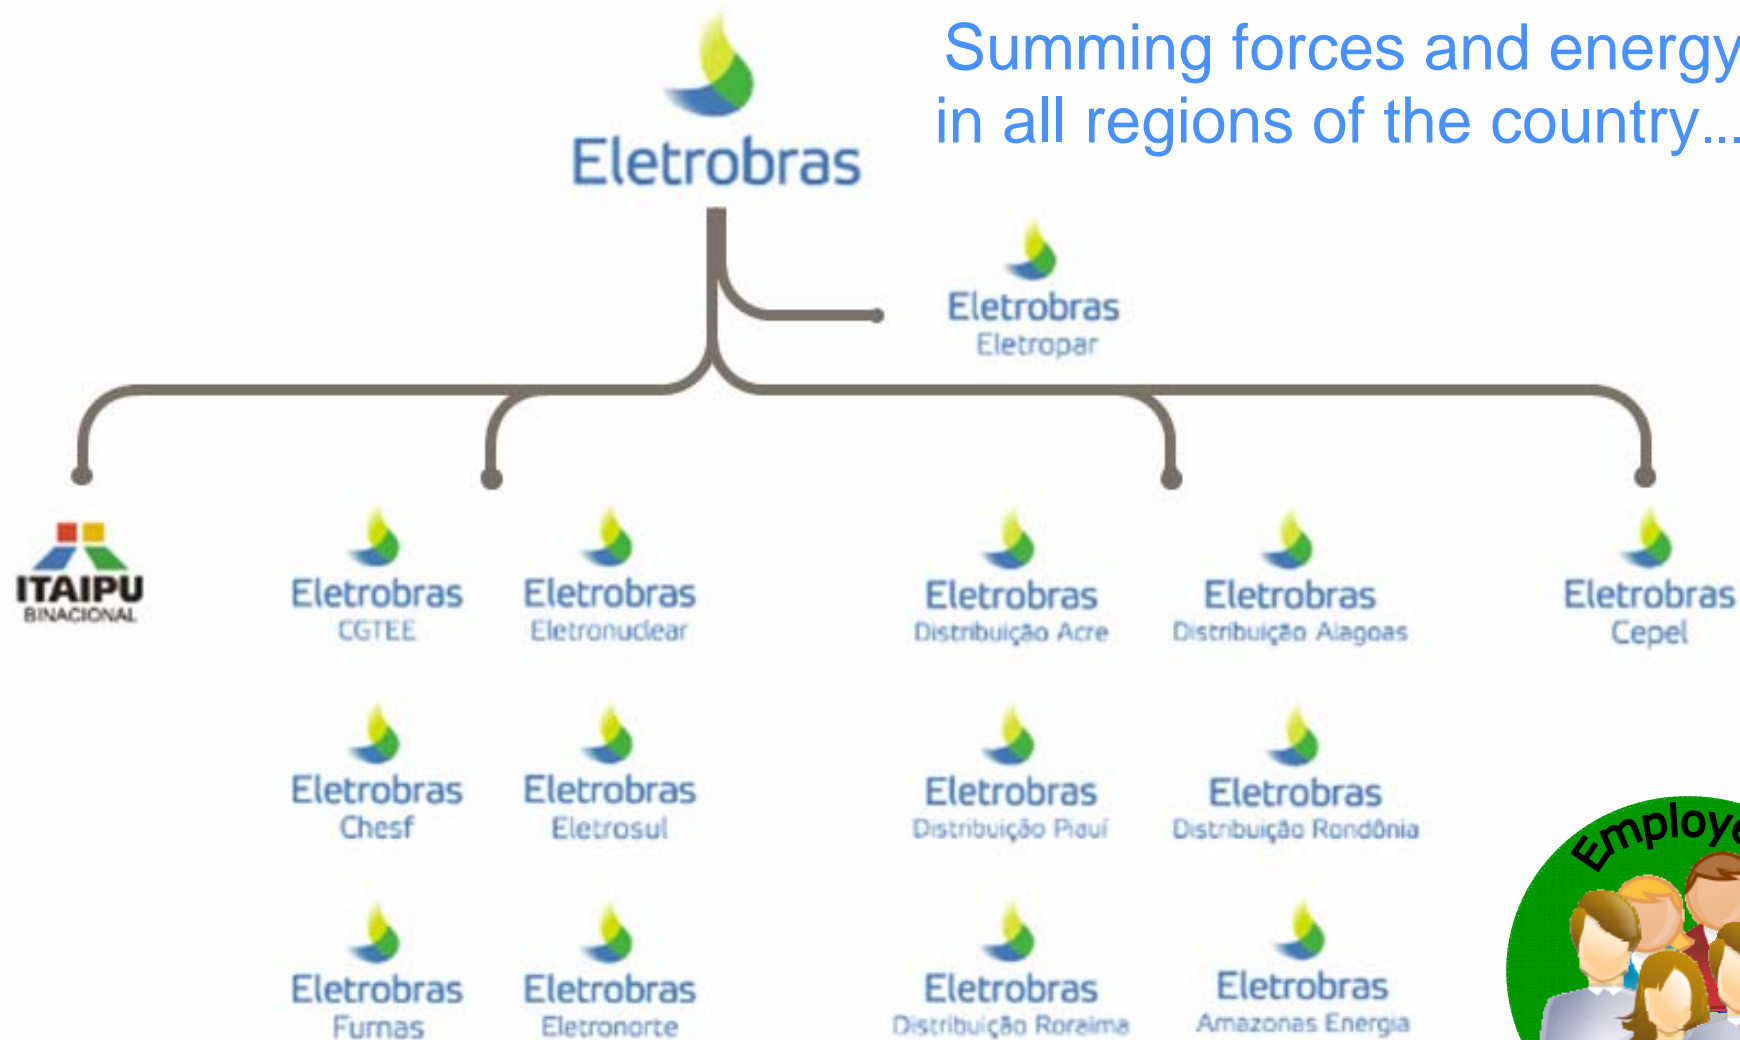 Summing forces and energy
in all regions of the country...
Eletrobras
Eletrobras
Eletropar
ITAIPU
BINACIONAL
Eletrobras
CGTEE
Eletrobras
Eletronuclear
Eletrobras
Distribuição Acre
Eletrobras
Distribuição Alagoas
Eletrobras
Cepel
Eletrobras
Chesf
Eletrobras
Eletrosul
Eletrobras
Distribuição Piauí
Eletrobras
Distribuição Rondônia
Eletrobras
Furnas
Eletrobras
Eletronorte
Eletrobras
Distribuição Roraima
Eletrobras
Amazonas Energia